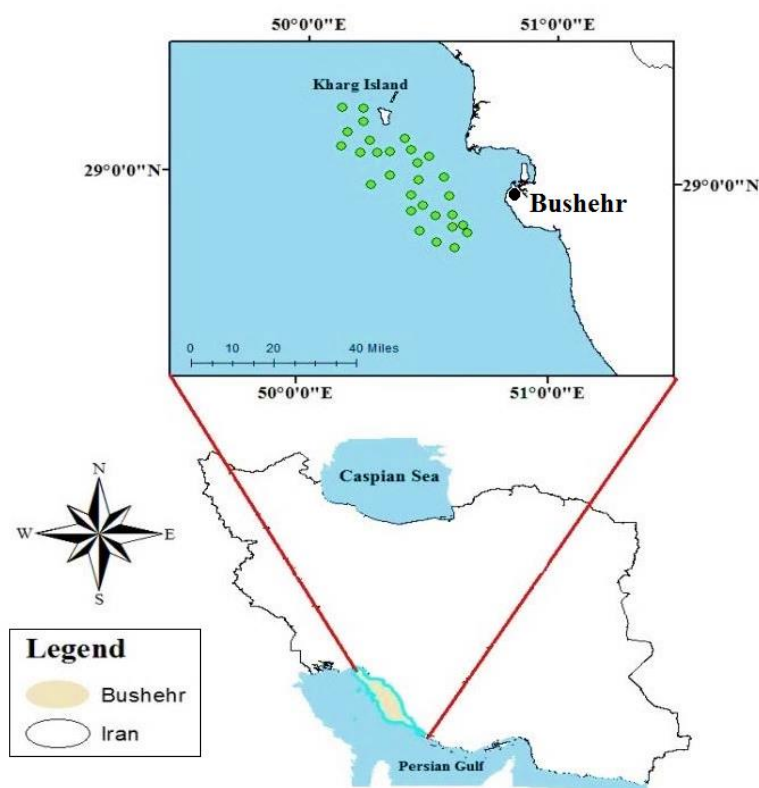 50°0'0"E 51°0'0"E
Kharg Island
29°0'0"N
29°0'0"N
Bushehr
0 10 20 40 Miles
50°0'0"E 51°0'0"E
Caspian Sea
N
W E
S
Legend
Bushehr
Iran
Persian Gulf